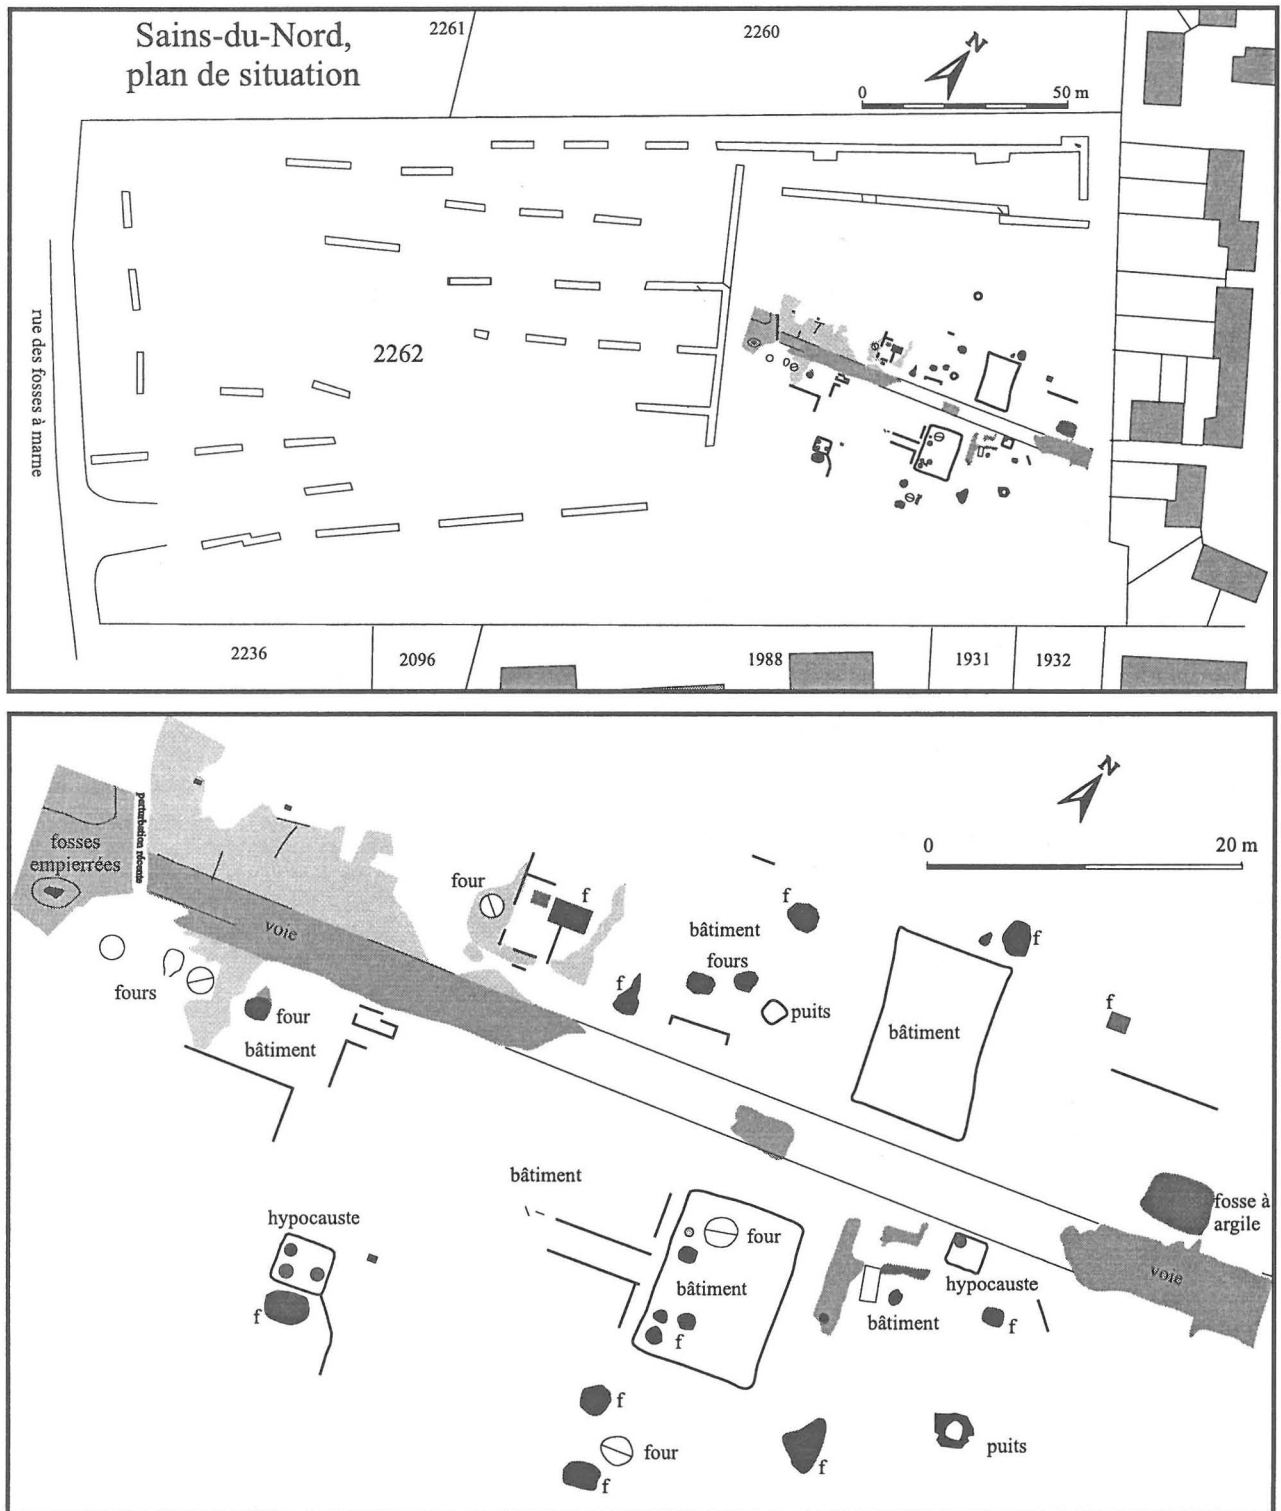 Sains-du-Nord,
plan de situation
2261
2260
N
0
50 m
rue des fosses à marne
2262
2236
2096
1988
1931
1932
N
0
20 m
fosses
empierrées
perturbation récente
voie
four
f
bâtiment
fours
f
f
puits
f
bâtiment
f
fours
four
bâtiment
bâtiment
hypocauste
f
four
bâtiment
f
fosse à
argile
voie
hypocauste
bâtiment
f
f
four
f
f
puits